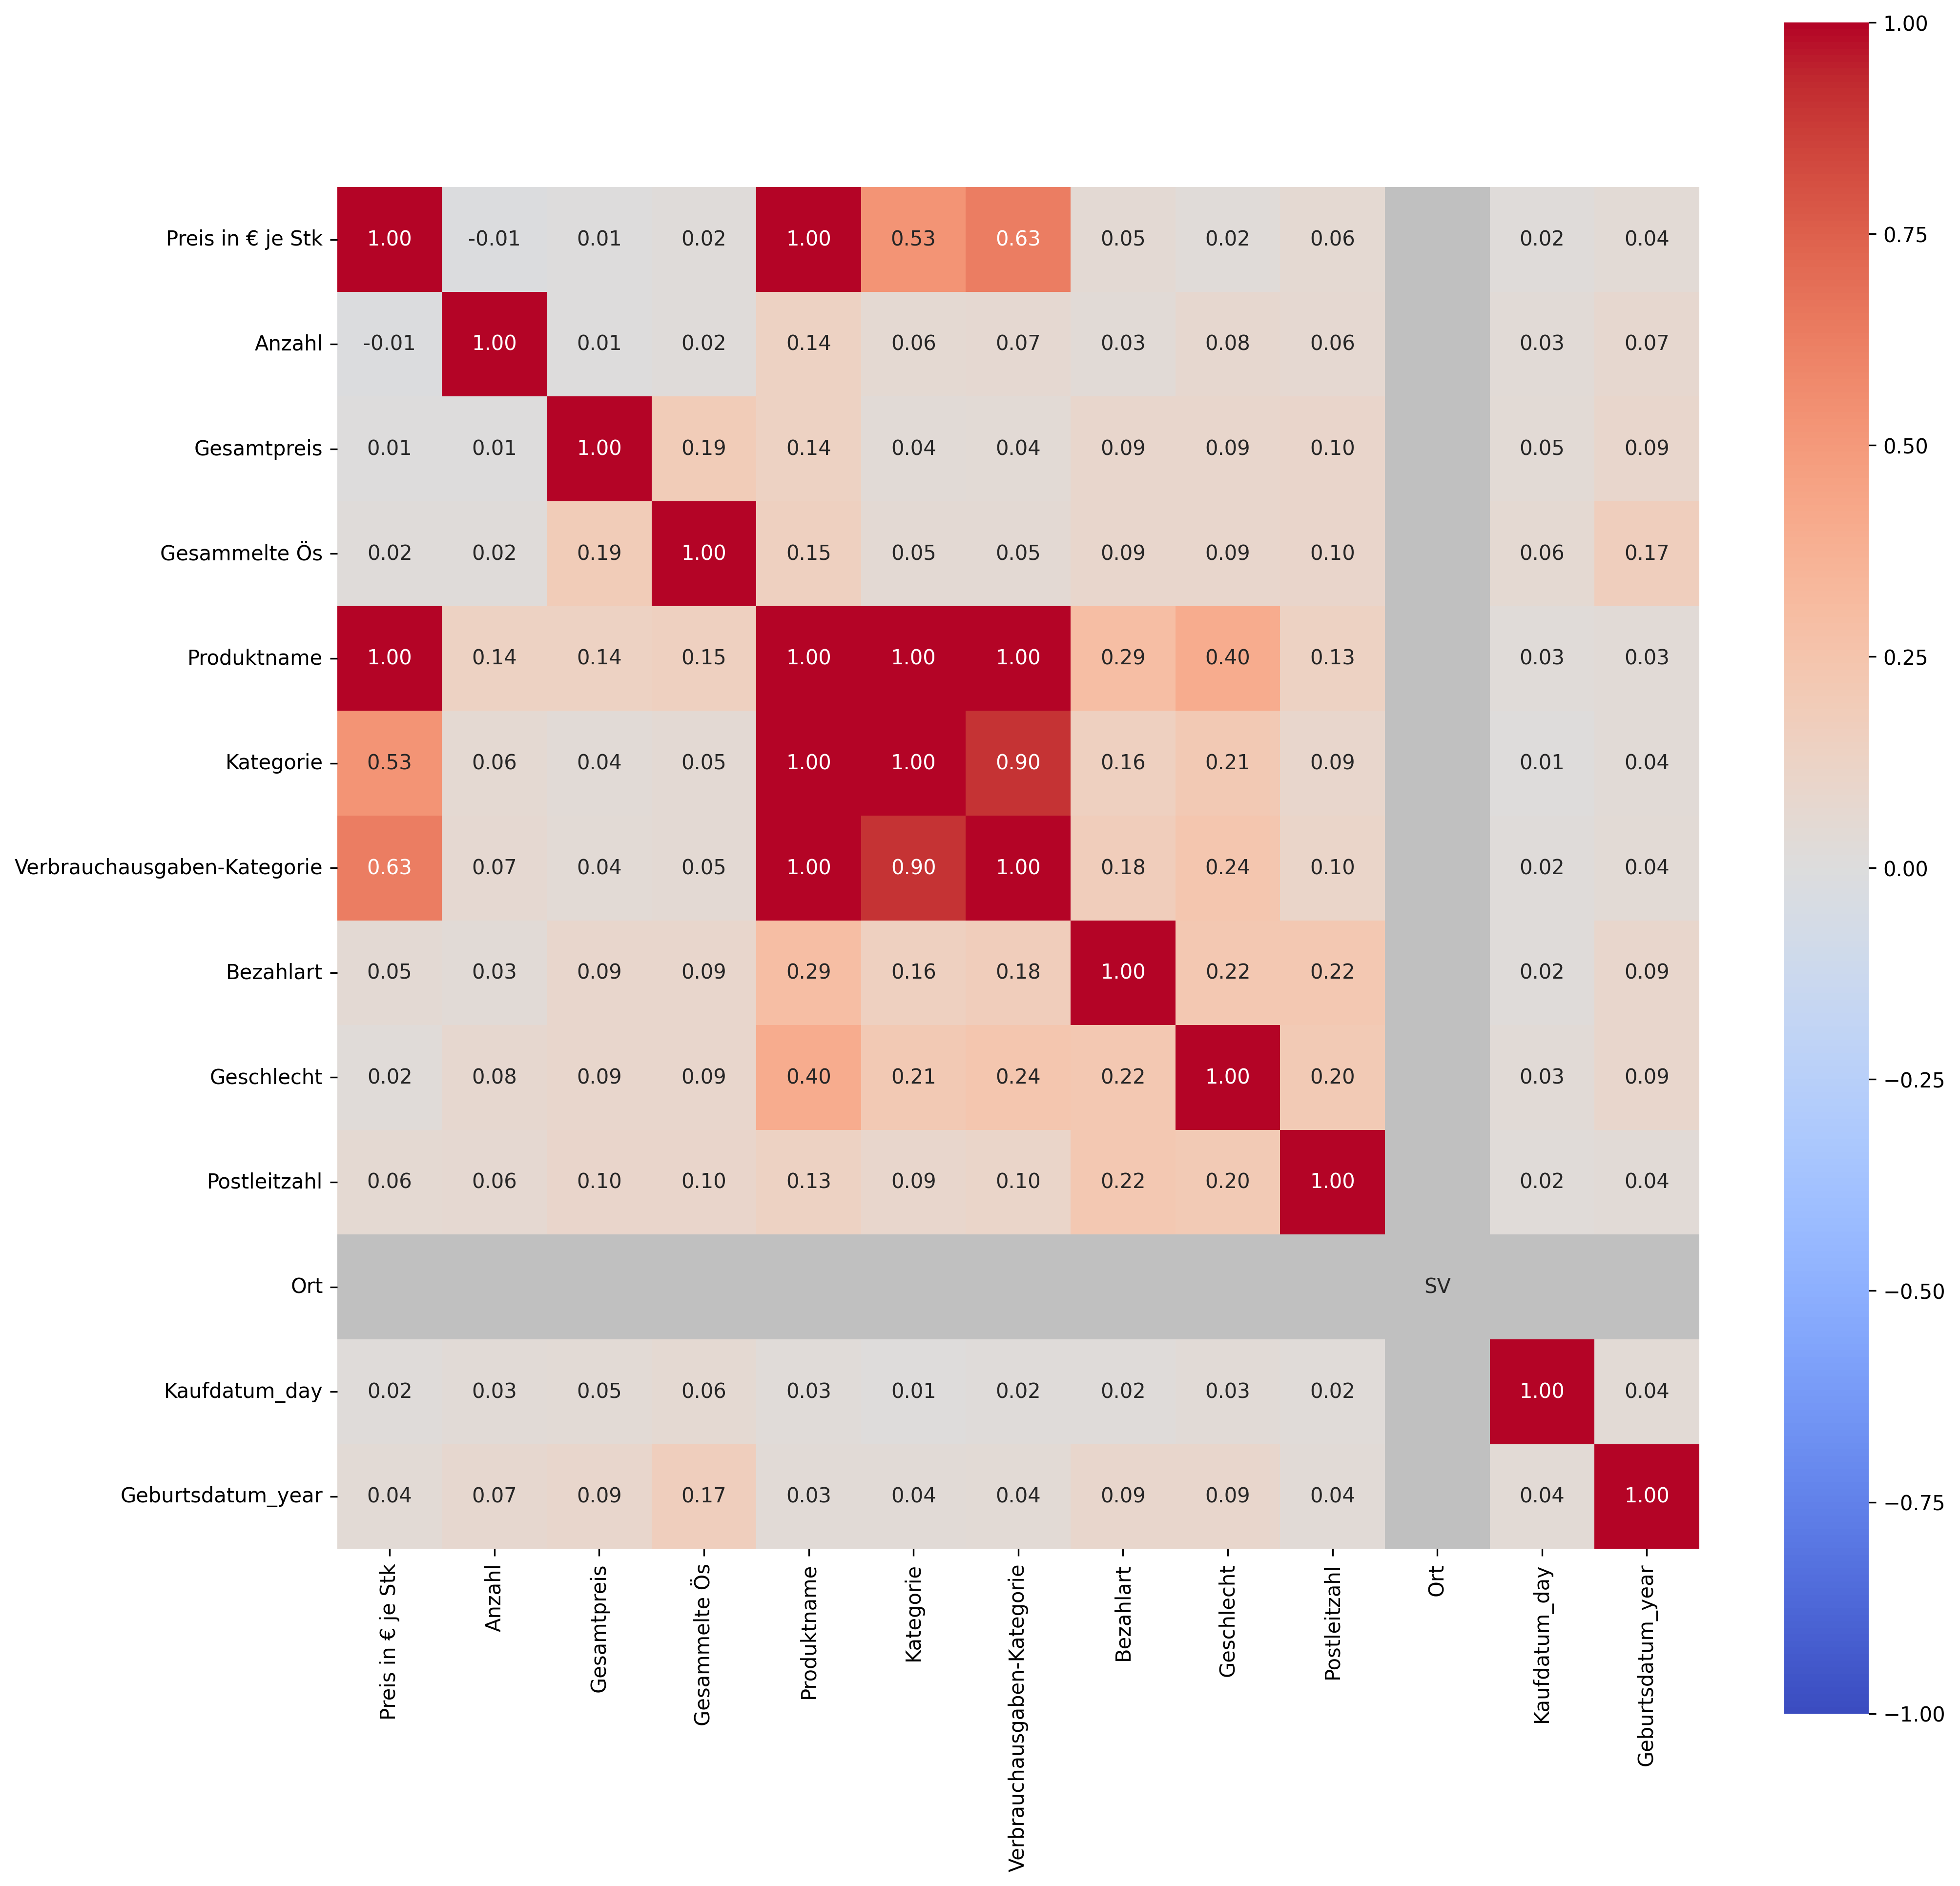 1.00
0.75
0.50
0.25
0.00
−0.25
−0.50
−0.75
−1.00
Preis in € je Stk 1.00 -0.01 0.01 0.02 1.00 0.53 0.63 0.05 0.02 0.06 0.02 0.04
Anzahl -0.01 1.00 0.01 0.02 0.14 0.06 0.07 0.03 0.08 0.06 0.03 0.07
Gesamtpreis 0.01 0.01 1.00 0.19 0.14 0.04 0.04 0.09 0.09 0.10 0.05 0.09
Gesammelte Ös 0.02 0.02 0.19 1.00 0.15 0.05 0.05 0.09 0.09 0.10 0.06 0.17
Produktname 1.00 0.14 0.14 0.15 1.00 1.00 1.00 0.29 0.40 0.13 0.03 0.03
Kategorie 0.53 0.06 0.04 0.05 1.00 1.00 0.90 0.16 0.21 0.09 0.01 0.04
Verbrauchausgaben-Kategorie 0.63 0.07 0.04 0.05 1.00 0.90 1.00 0.18 0.24 0.10 0.02 0.04
Bezahlart 0.05 0.03 0.09 0.09 0.29 0.16 0.18 1.00 0.22 0.22 0.02 0.09
Geschlecht 0.02 0.08 0.09 0.09 0.40 0.21 0.24 0.22 1.00 0.20 0.03 0.09
Postleitzahl 0.06 0.06 0.10 0.10 0.13 0.09 0.10 0.22 0.20 1.00 0.02 0.04
Ort SV
Kaufdatum_day 0.02 0.03 0.05 0.06 0.03 0.01 0.02 0.02 0.03 0.02 1.00 0.04
Geburtsdatum_year 0.04 0.07 0.09 0.17 0.03 0.04 0.04 0.09 0.09 0.04 0.04 1.00
Preis in € je Stk
Anzahl
Gesamtpreis
Gesammelte Ös
Produktname
Kategorie
Verbrauchausgaben-Kategorie
Bezahlart
Geschlecht
Postleitzahl
Ort
Kaufdatum_day
Geburtsdatum_year